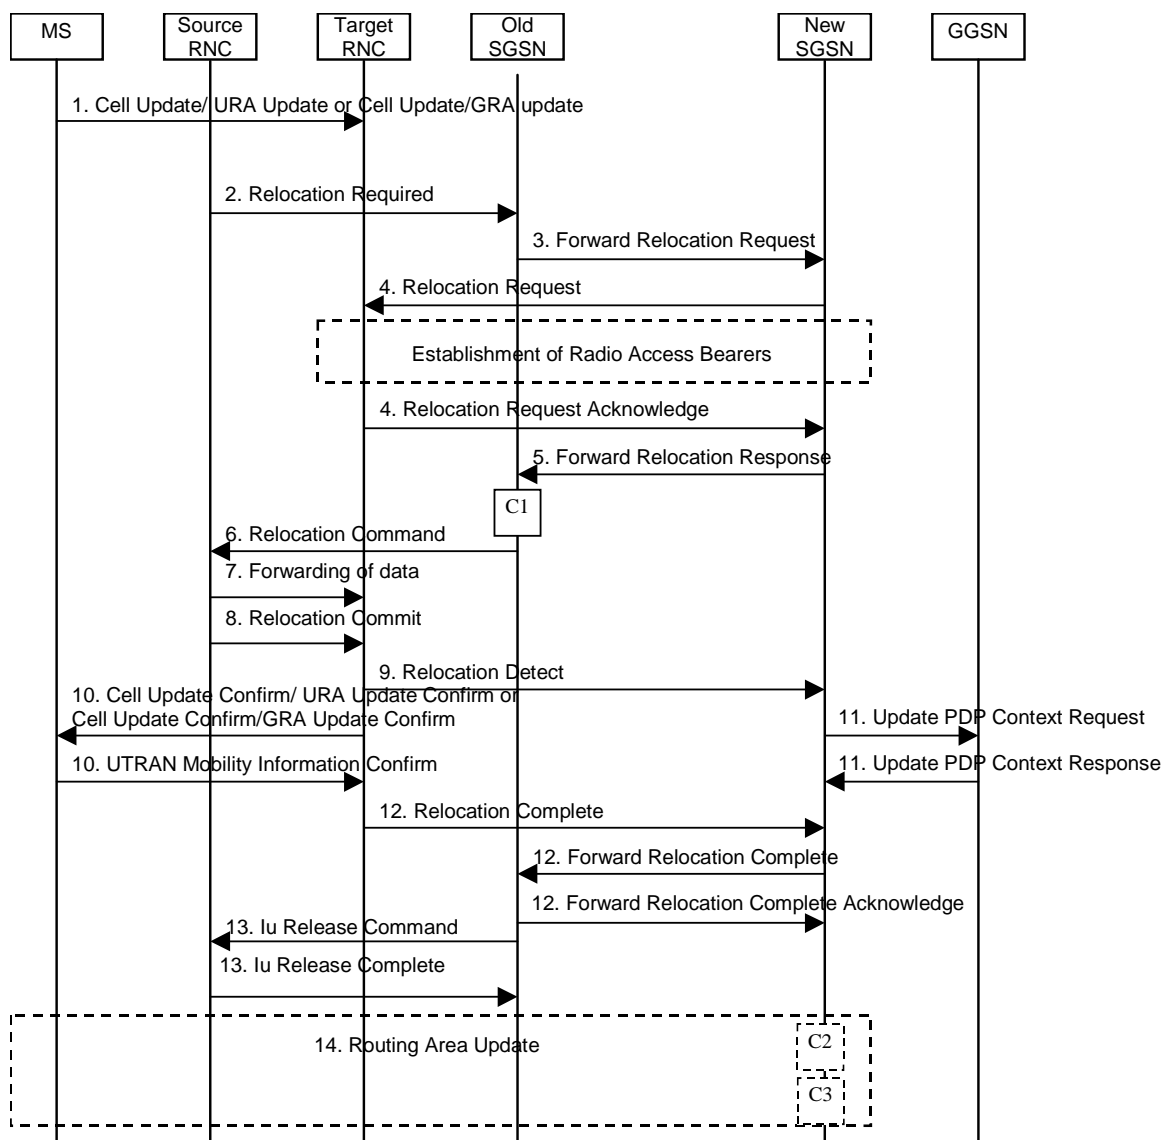 MS
Source
RNC
Target
RNC
Old
SGSN
New
SGSN
GGSN
1. Cell Update/ URA Update or Cell Update/GRA update
2. Relocation Required
3. Forward Relocation Request
4. Relocation Request
Establishment of Radio Access Bearers
4. Relocation Request Acknowledge
5. Forward Relocation Response
C1
6. Relocation Command
7. Forwarding of data
8. Relocation Commit
9. Relocation Detect
10. Cell Update Confirm/ URA Update Confirm or
Cell Update Confirm/GRA Update Confirm
11. Update PDP Context Request
10. UTRAN Mobility Information Confirm
11. Update PDP Context Response
12. Relocation Complete
12. Forward Relocation Complete
12. Forward Relocation Complete Acknowledge
13. Iu Release Command
13. Iu Release Complete
14. Routing Area Update
C2
C3